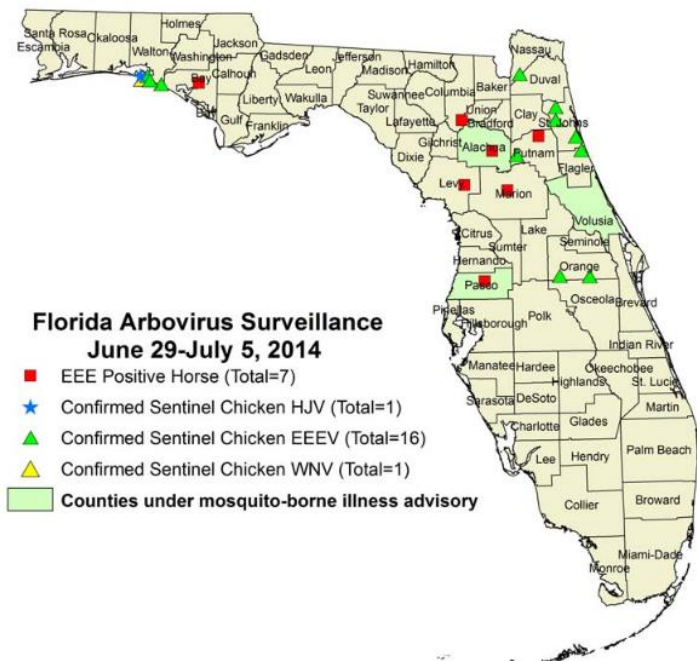 Holmes
Santa Rosa
Okaloosa
Jackson
Escambia
Walton
Washington
Gadsden
Jefferson
Nassau
Bay
Calhoun
Leon
Madison
Hamilton
Duval
Liberty
Wakulla
Suwannee
Columbia
Baker
Taylor
Union
Clay
St Johns
Gulf
Franklin
Lafayette
Bradford
Gilchrist
Alachua
Putnam
Dixie
Flagler
Levy
Marion
Volusia
Citrus
Lake
Sumter
Seminole
Hernando
Orange
Pasco
Osceola
Brevard
Pinellas
Hillsborough
Polk
Indian River
Manatee
Hardee
Okeechobee
Highlands
St. Lucie
Sarasota
DeSoto
Martin
Charlotte
Glades
Lee
Hendry
Palm Beach
Collier
Broward
Miami-Dade
Monroe
Florida Arbovirus Surveillance
June 29-July 5, 2014
EEE Positive Horse (Total=7)
Confirmed Sentinel Chicken HJV (Total=1)
Confirmed Sentinel Chicken EEEV (Total=16)
Confirmed Sentinel Chicken WNV (Total=1)
Counties under mosquito-borne illness advisory